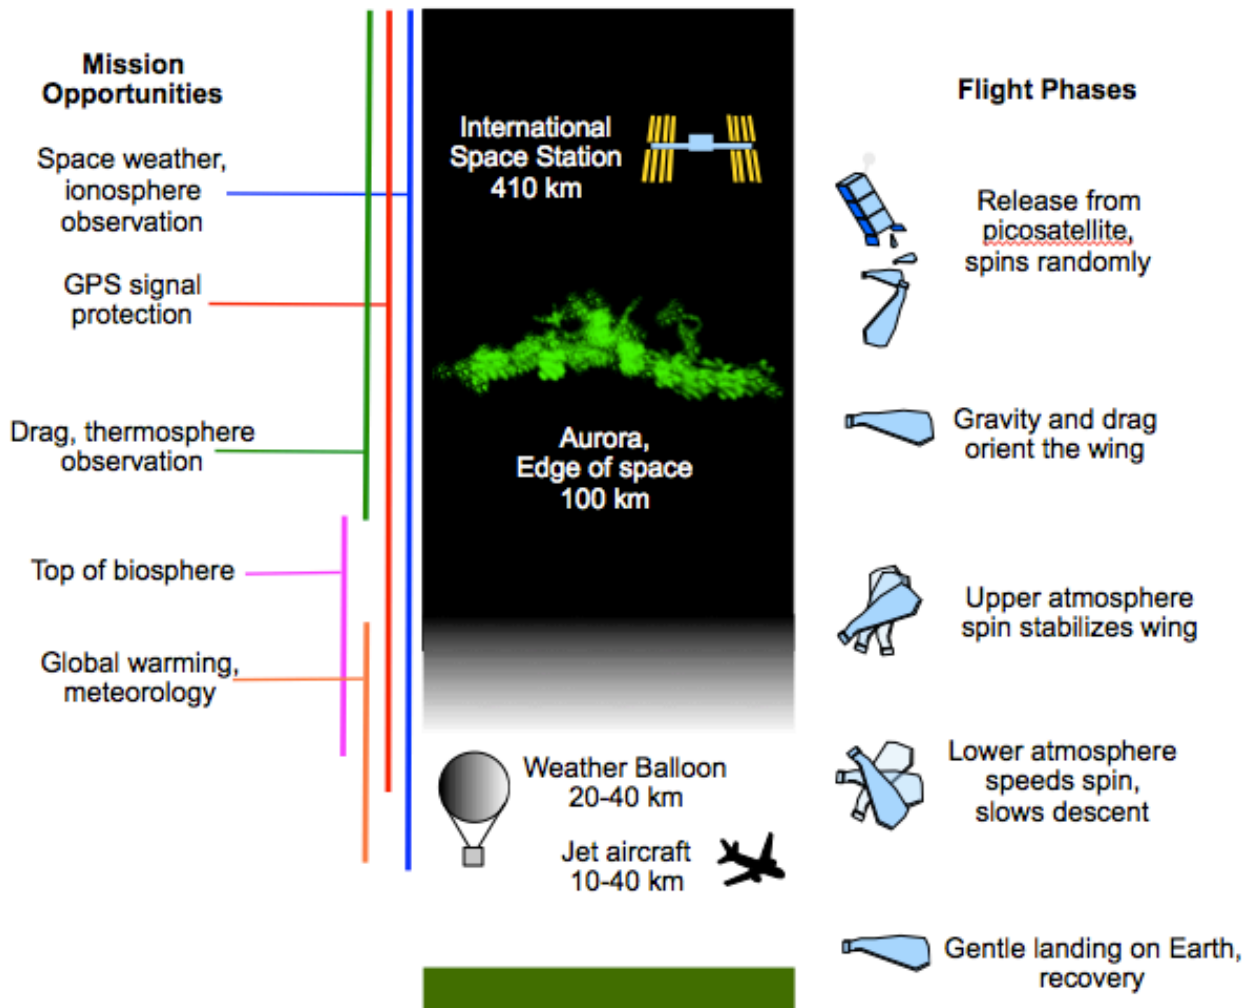 Mission
Opportunities
Space weather,
ionosphere
observation
GPS signal
protection
Drag, thermosphere
observation
Top of biosphere
Global warming,
meteorology
International
Space Station
410 km
Aurora,
Edge of space
100 km
Weather Balloon
20-40 km
Jet aircraft
10-40 km
Flight Phases
Release from
picosatellite,
spins randomly
Gravity and drag
orient the wing
Upper atmosphere
spin stabilizes wing
Lower atmosphere
speeds spin,
slows descent
Gentle landing on Earth,
recovery